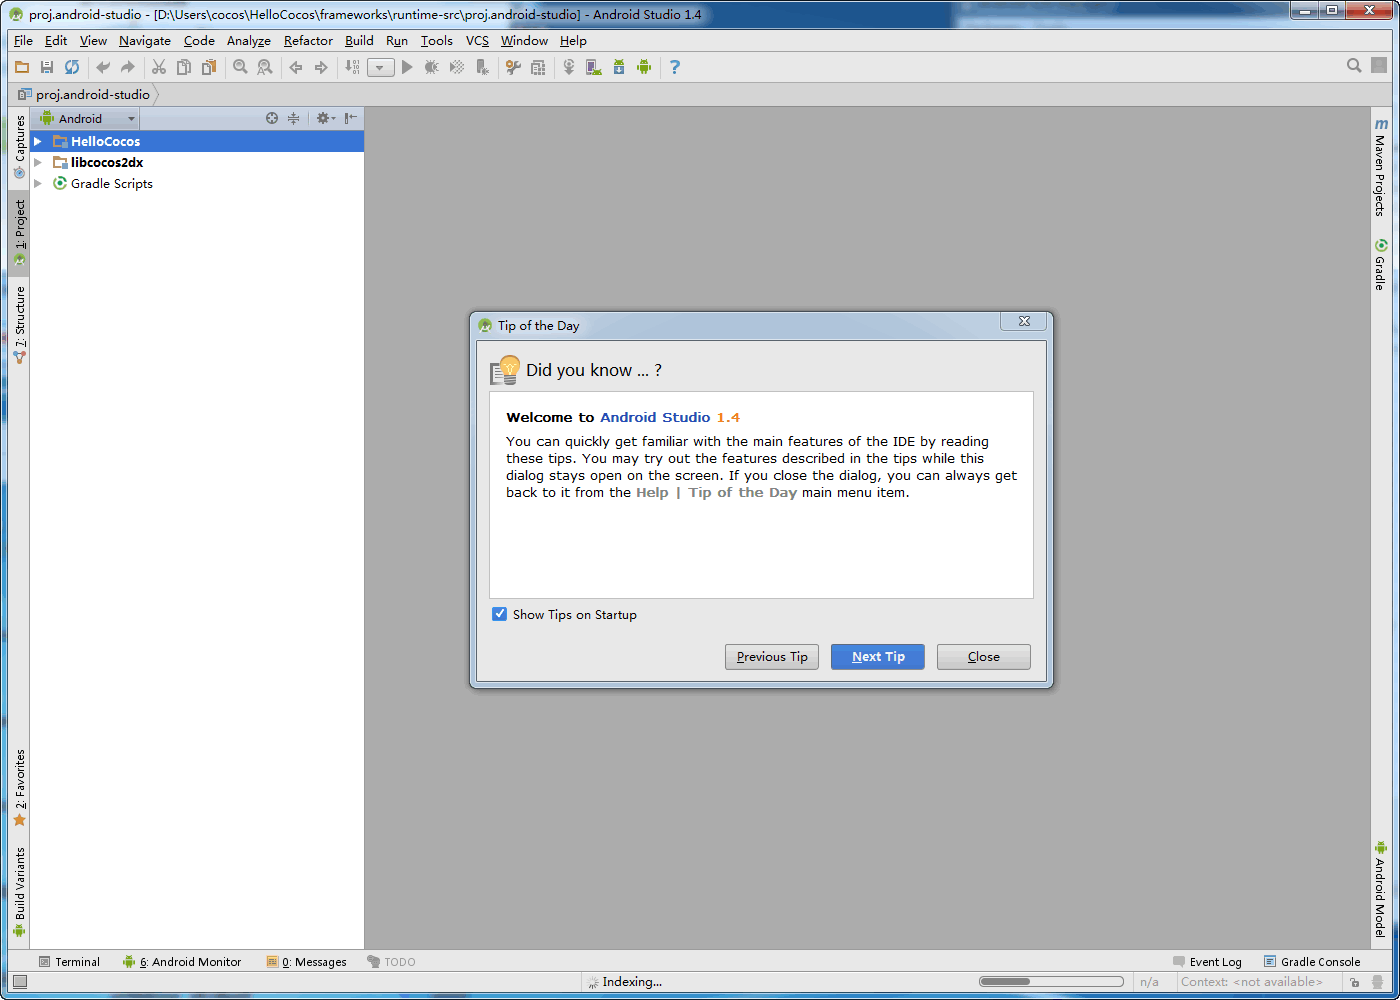 proj.android-studio - [D:\Users\cocos\HelloCocos\frameworks\runtime-src\proj.android-studio] - Android Studio 1.4
File Edit View Navigate Code Analyze Refactor Build Run Tools VCS Window Help
proj.android-studio
Android
Captures
1: Project
7: Structure
2: Favorites
Build Variants
HelloCocos
libcocos2dx
Gradle Scripts
Tip of the Day
Did you know ... ?
Welcome to Android Studio 1.4
You can quickly get familiar with the main features of the IDE by reading
these tips. You may try out the features described in the tips while this
dialog stays open on the screen. If you close the dialog, you can always get
back to it from the Help | Tip of the Day main menu item.
Show Tips on Startup
Previous Tip Next Tip Close
m Maven Projects
Gradle
Android Model
Terminal 6: Android Monitor 0: Messages TODO Event Log Gradle Console
Indexing... n/a Context: <not available>